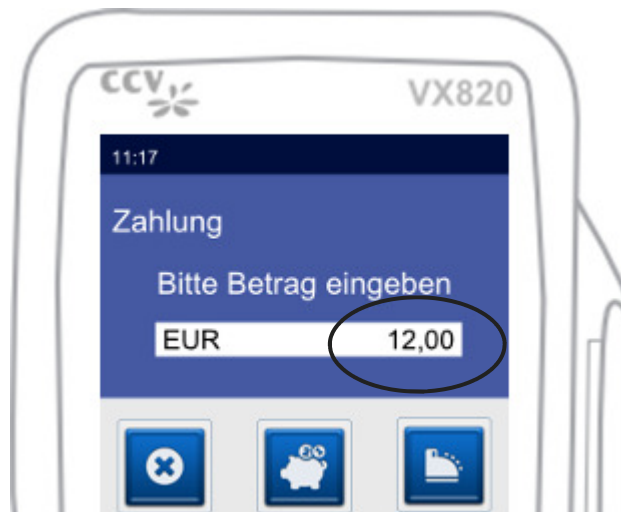 CCV
VX820
11:17
Zahlung
Bitte Betrag eingeben
EUR 12,00